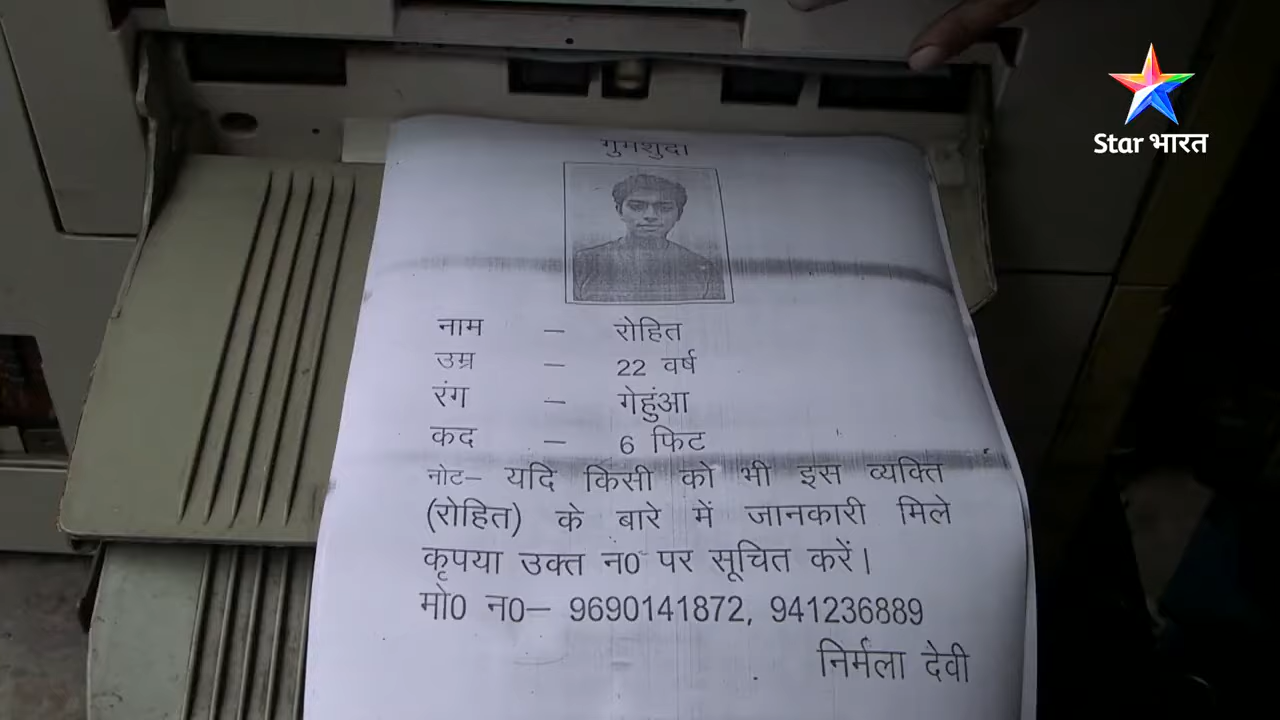 Star भारत
गुमशुदा
नाम – रोहित
उम्र – 22 वर्ष
रंग – गेहुंआ
कद – 6 फिट
नोट– यदि किसी को भी इस व्यक्ति
(रोहित) के बारे में जानकारी मिले
कृपया उक्त न0 पर सूचित करें।
मो0 न0– 9690141872, 941236889
निर्मला देवी